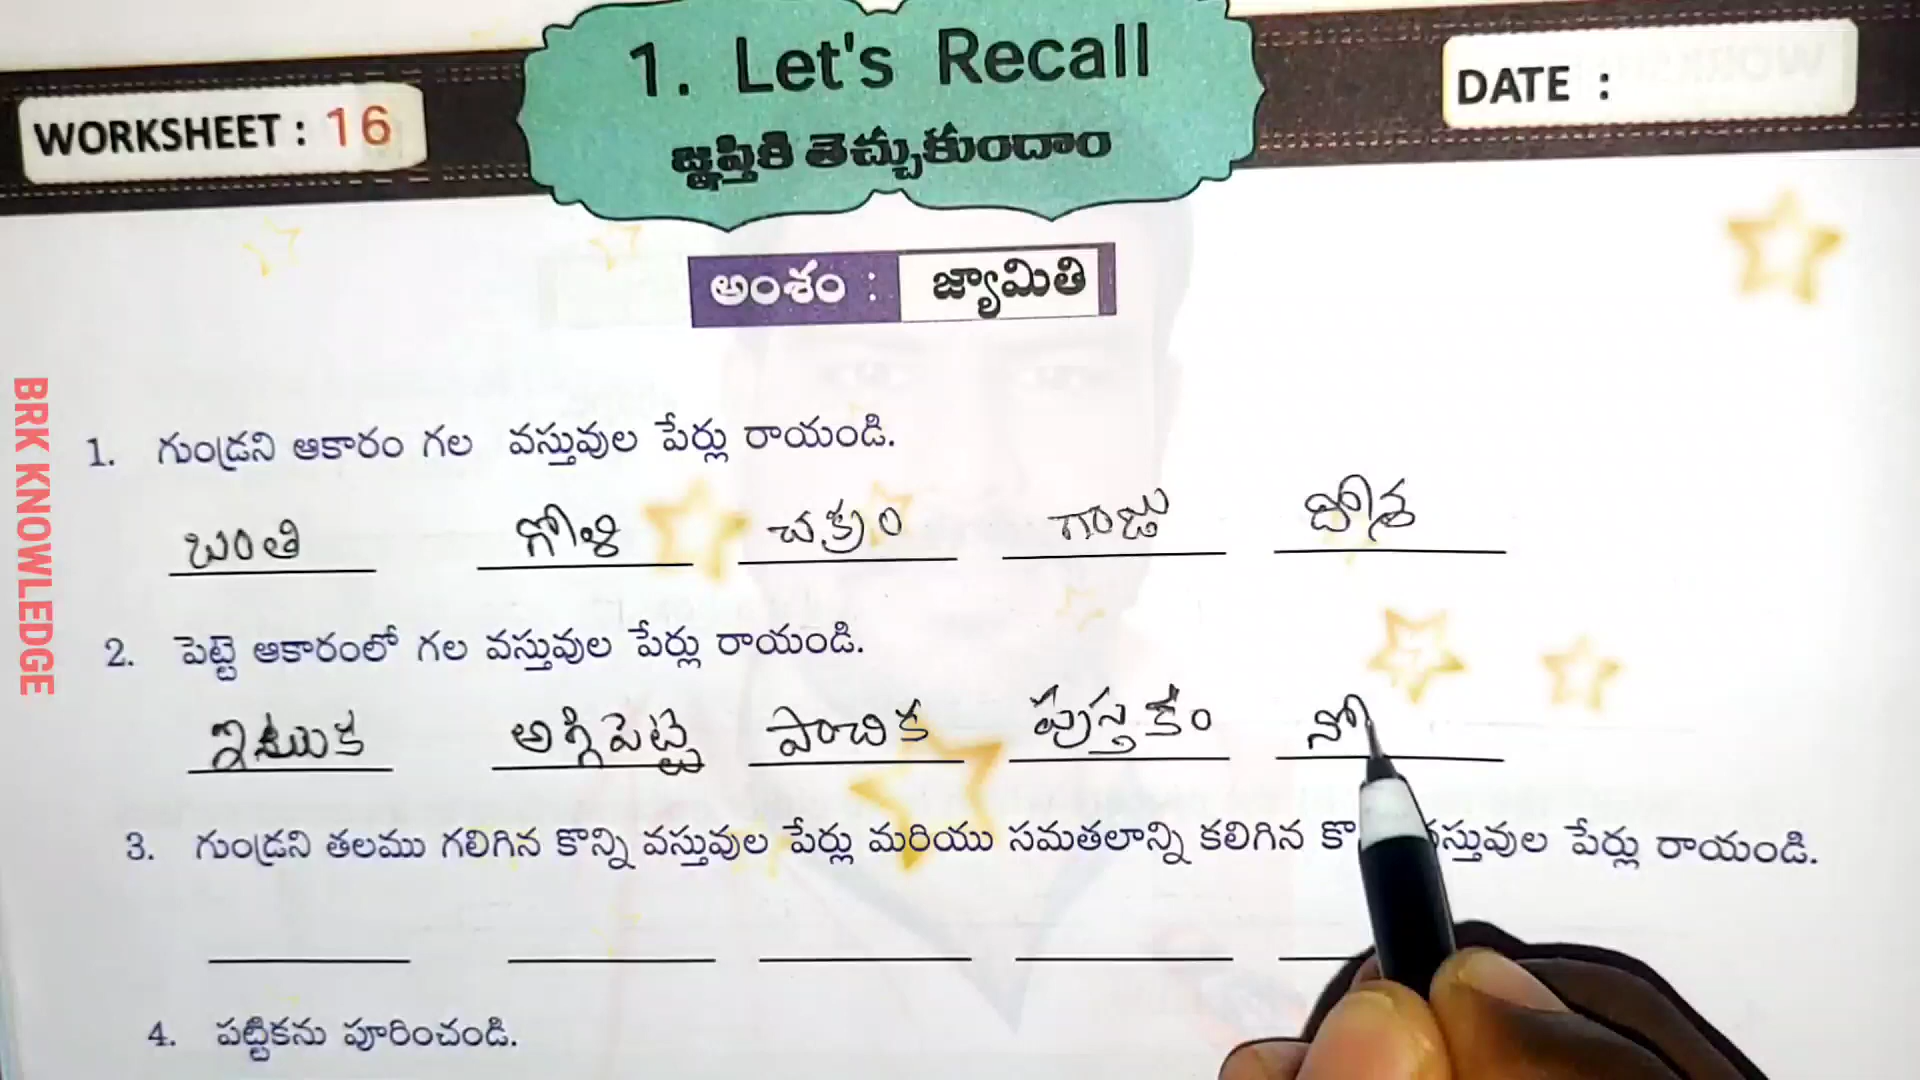 1. Let's Recall
WORKSHEET : 16
DATE :
జ్ఞప్తికి తెచ్చుకుందాం
అంశం : జ్యామితి
BRK KNOWLEDGE
1. గుండ్రని ఆకారం గల వస్తువుల పేర్లు రాయండి.
బంతి గోళి చక్రం గాజు దోశ
2. పెట్టె ఆకారంలో గల వస్తువుల పేర్లు రాయండి.
ఇటుక అగ్గిపెట్టె పాచిక పుస్తకం నో
3. గుండ్రని తలము గలిగిన కొన్ని వస్తువుల పేర్లు మరియు సమతలాన్ని కలిగిన పేర్లు రాయండి.
4. పట్టికను పూరించండి.